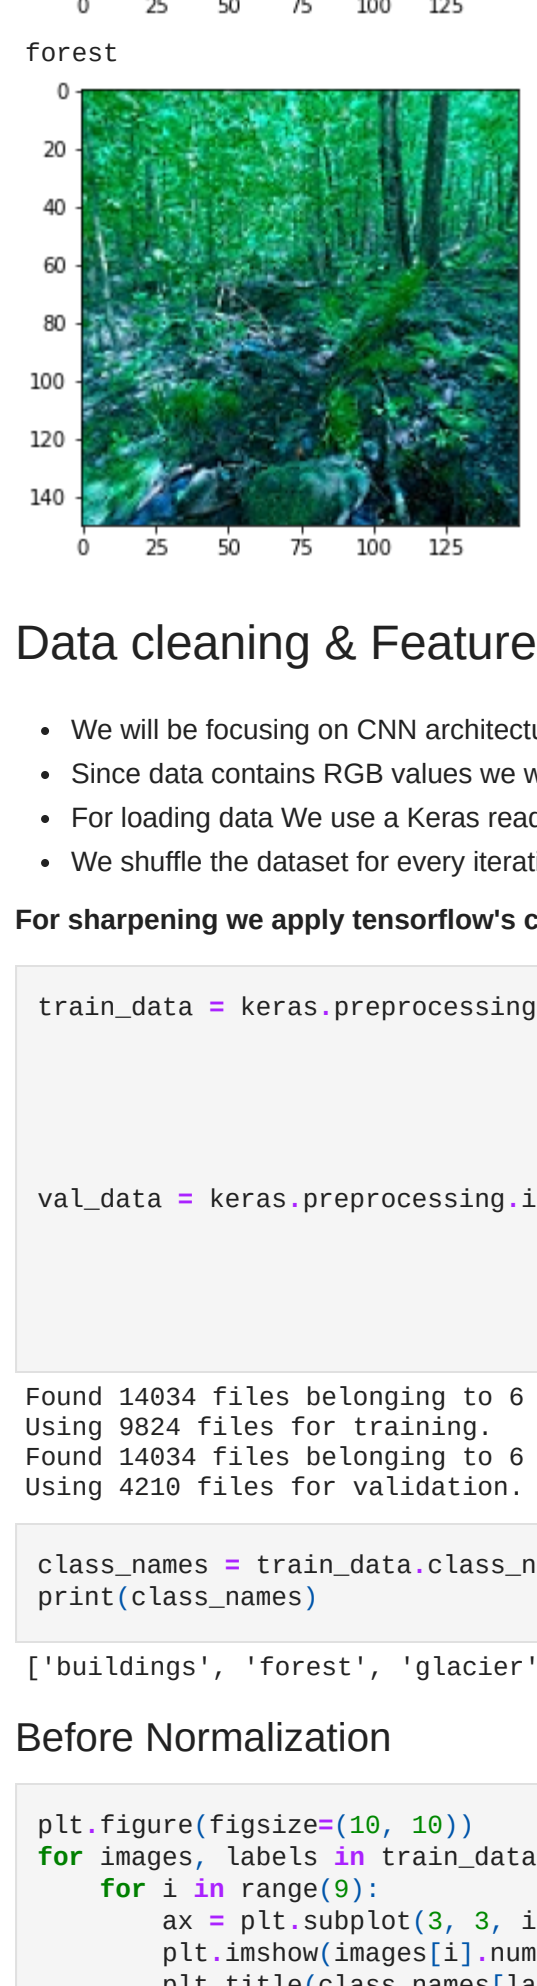 0 25 50 75 100 125
forest
0
20
40
60
80
100
120
140
0 25 50 75 100 125
Data cleaning & Feature
• We will be focusing on CNN
• Since data contains RGB values we
• For loading data We use a Keras
• We shuffle the dataset for every
For sharpening we apply tensorflow's
train_data = keras.preprocessing
val_data = keras.preprocessing.i
Found 14034 files belonging to 6
Using 9824 files for training.
Found 14034 files belonging to 6
Using 4210 files for validation.
class_names = train_data.class_n
print(class_names)
['buildings', 'forest', 'glacier'
Before Normalization
plt.figure(figsize=(10, 10))
for images, labels in train_data
for i in range(9):
ax = plt.subplot(3, 3, i
plt.imshow(images[i].num
plt.title(class_names[la